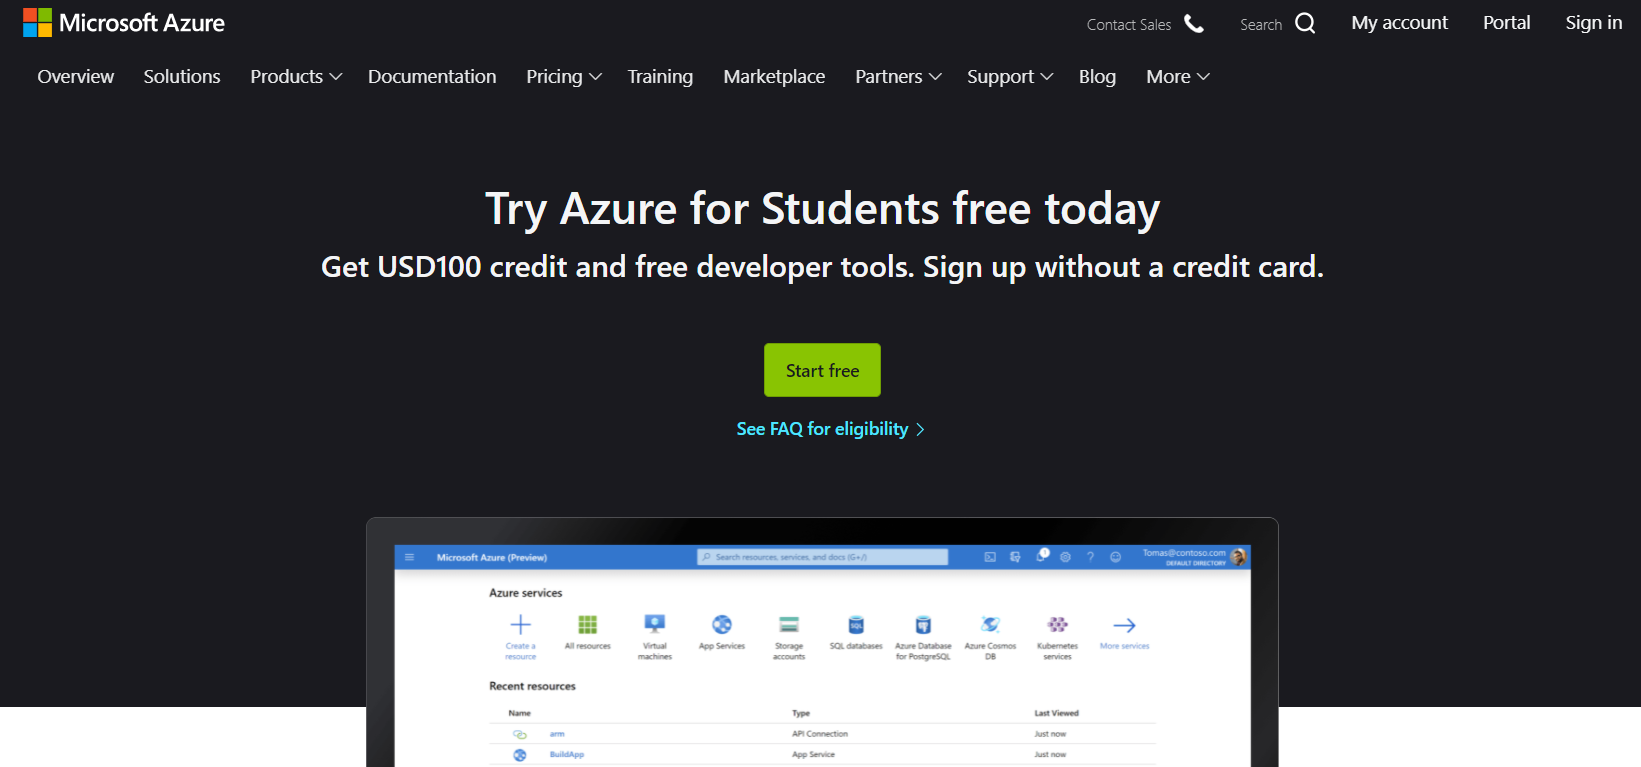 Microsoft Azure
Contact Sales
Search
My account
Portal
Sign in
Overview
Solutions
Products
Documentation
Pricing
Training
Marketplace
Partners
Support
Blog
More
Try Azure for Students free today
Get USD100 credit and free developer tools. Sign up without a credit card.
Start free
See FAQ for eligibility
Microsoft Azure (Preview)
Search resources, services, and docs (G+/)
1
Tomas@contoso.com
DEFAULT DIRECTORY
Azure services
Create a
resource
All resources
Virtual
machines
App Services
Storage
accounts
SQL databases
Azure Database
for PostgreSQL
Azure Cosmos
DB
Kubernetes
services
More services
Recent resources
Name
Type
Last Viewed
arm
API Connection
Just now
BuildApp
App Service
Just now